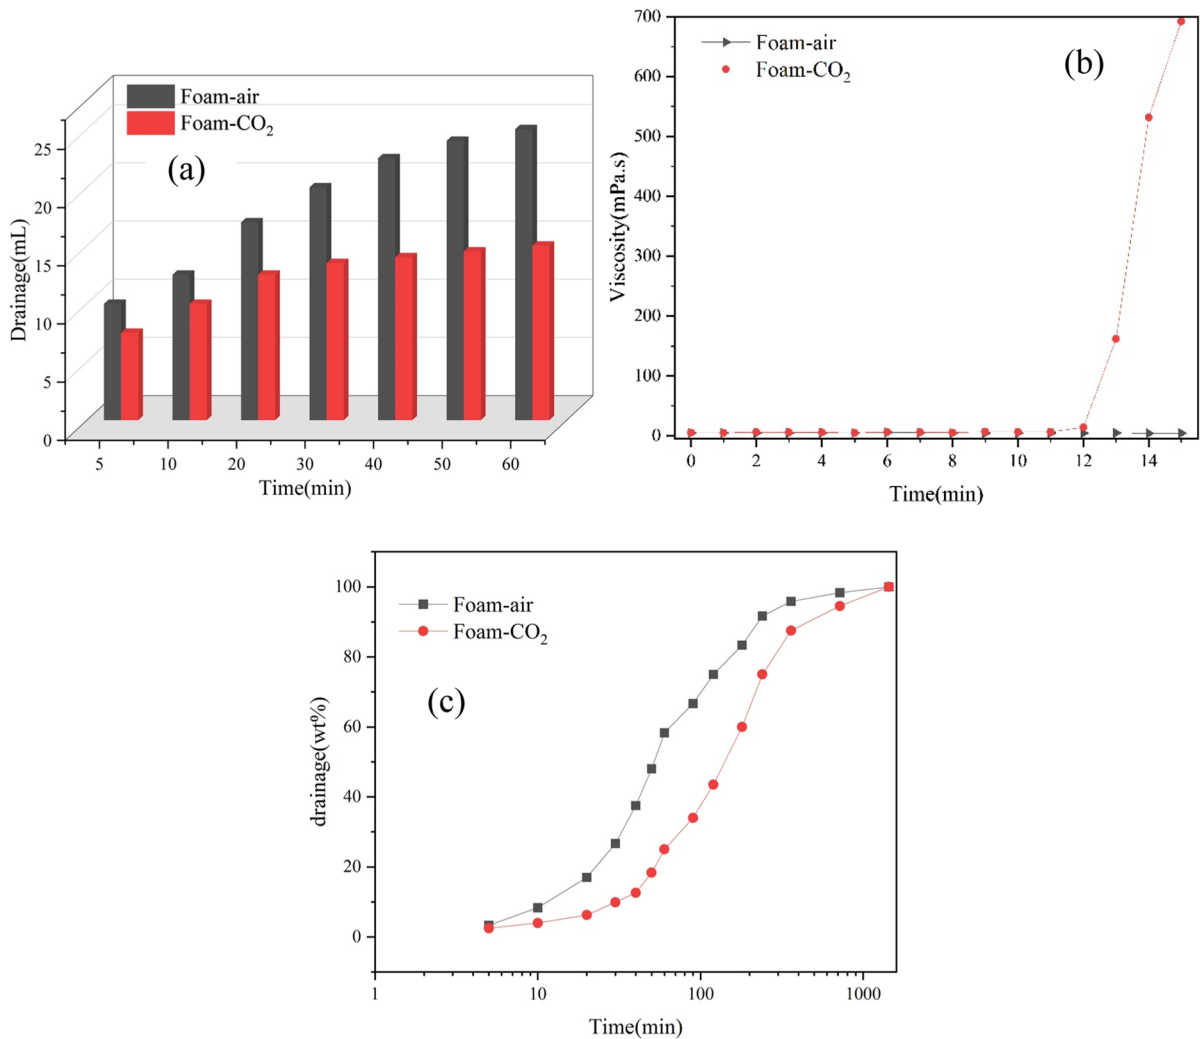 Foam-air
Foam-CO₂
(a)
25
20
15
10
5
0
Drainage(mL)
5 10 20 30 40 50 60
Time(min)
Foam-air
Foam-CO₂
(b)
700
600
500
400
300
200
100
0
Viscosity(mPa.s)
0 2 4 6 8 10 12 14
Time(min)
Foam-air
Foam-CO₂
(c)
100
80
60
40
20
0
drainage(wt%)
1 10 100 1000
Time(min)